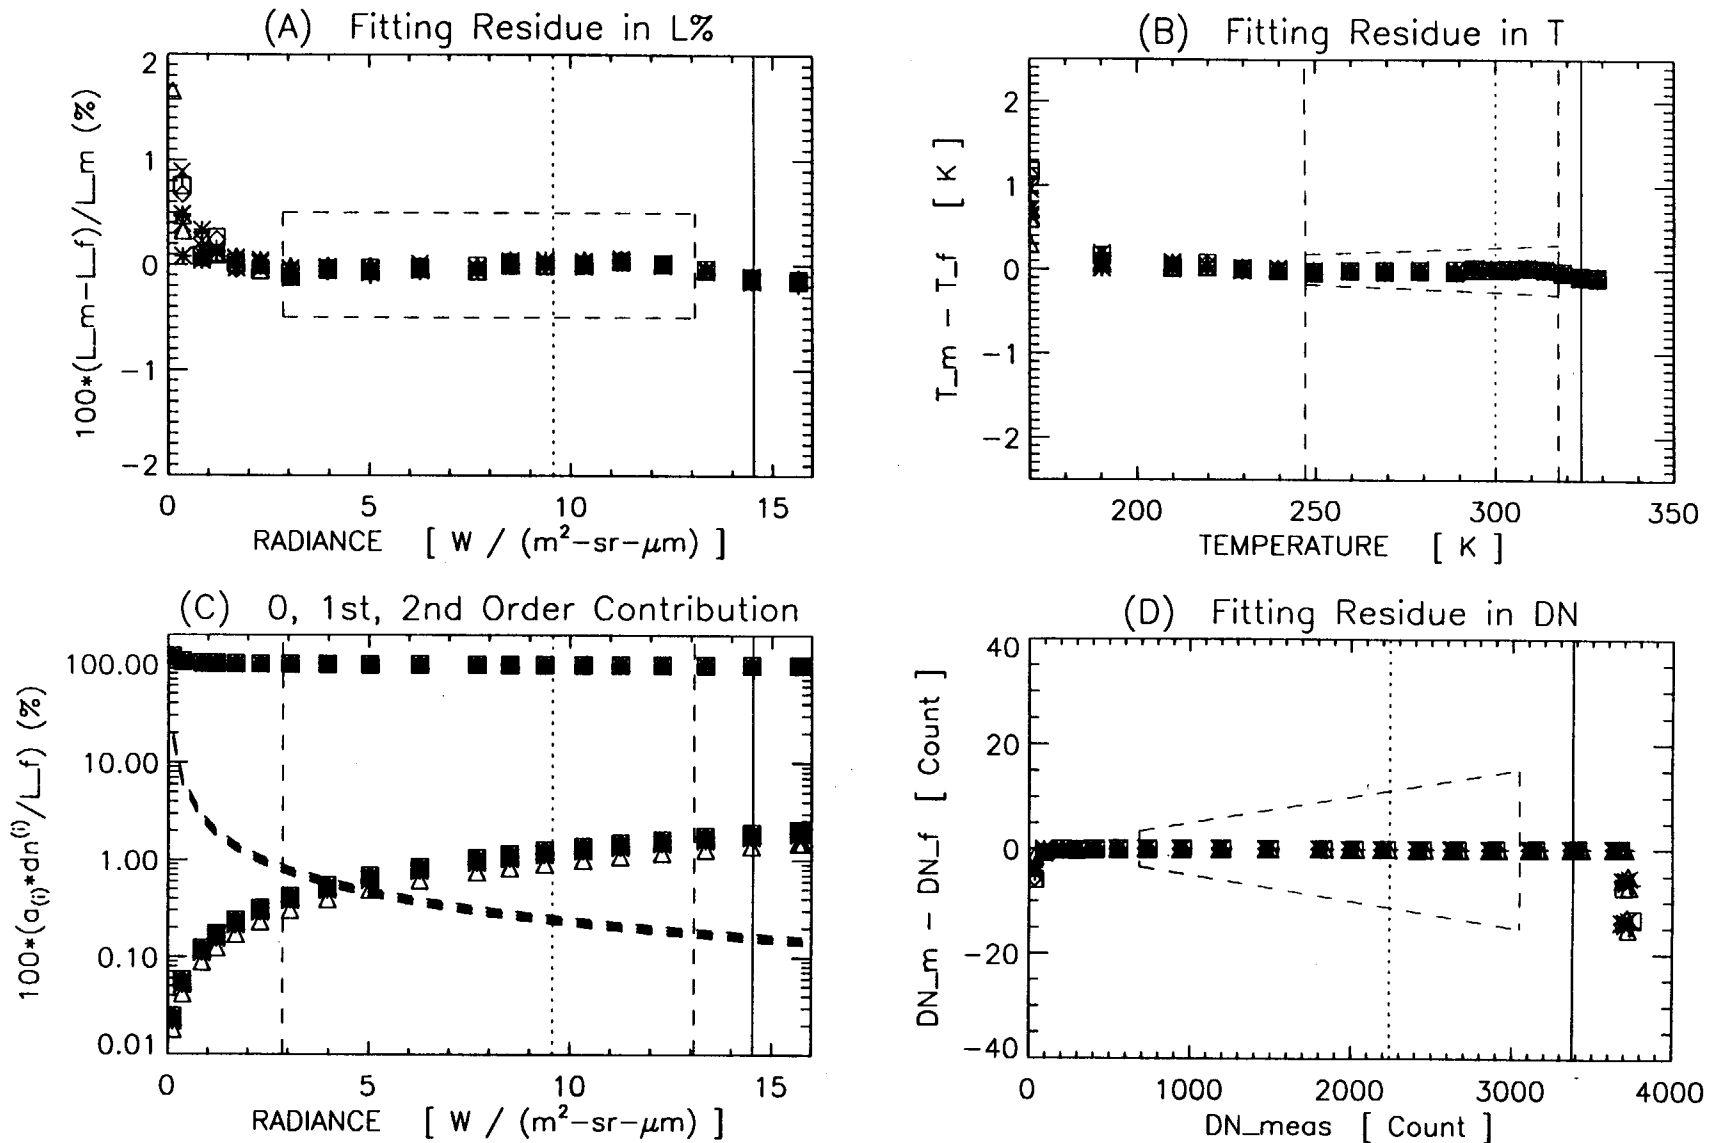 (A) Fitting Residue in L%
100*(L_m-L_f)/L_m (%)
2
1
0
-1
-2
0 5 10 15
RADIANCE [ W / (m²-sr-μm) ]
(B) Fitting Residue in T
T_m - T_f [ K ]
2
1
0
-1
-2
200 250 300 350
TEMPERATURE [ K ]
(C) 0, 1st, 2nd Order Contribution
100*(a(i)*dn(i)/L_f) (%)
100.00
10.00
1.00
0.10
0.01
0 5 10 15
RADIANCE [ W / (m²-sr-μm) ]
(D) Fitting Residue in DN
DN_m - DN_f [ Count ]
40
20
0
-20
-40
0 1000 2000 3000 4000
DN_meas [ Count ]